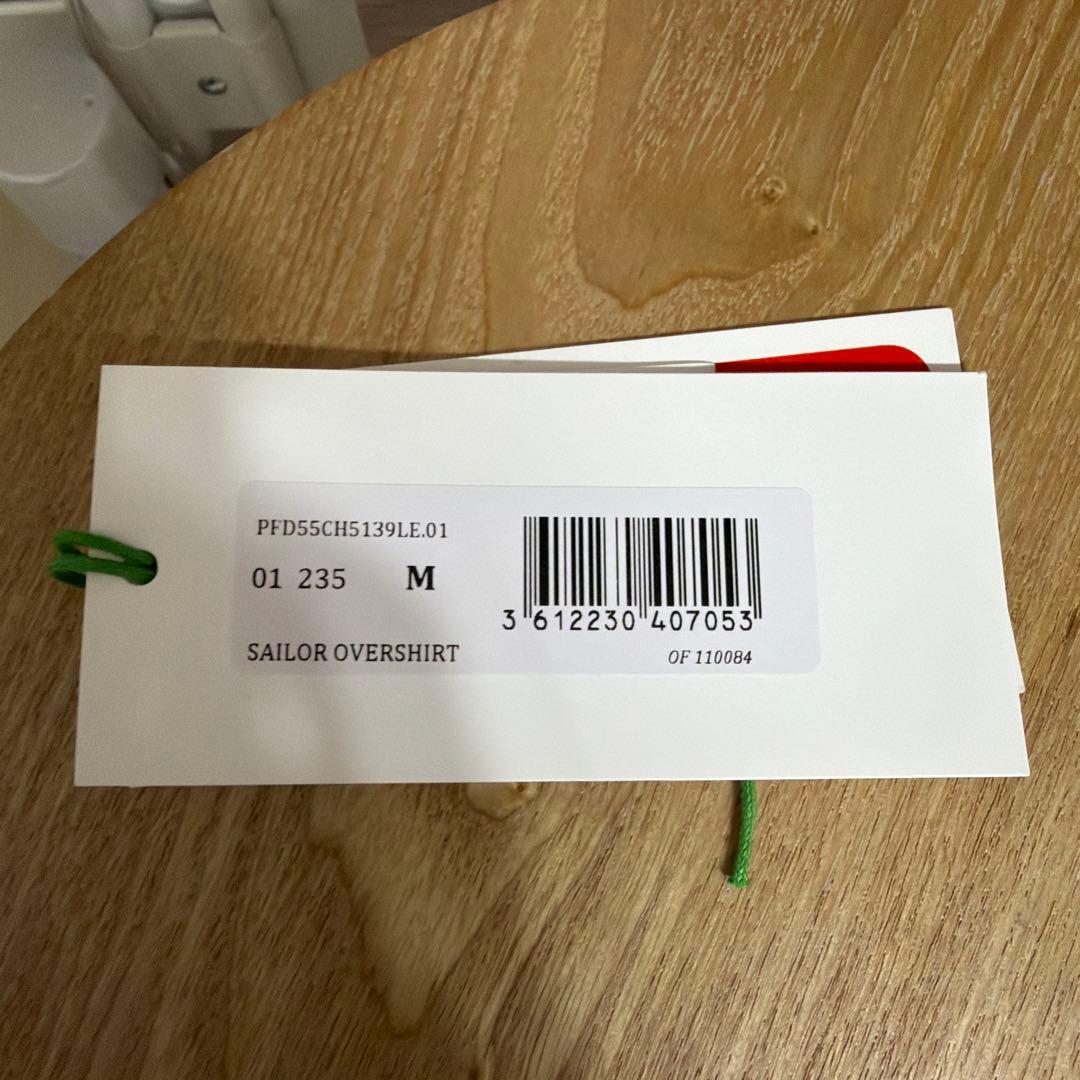 PFD55CH5139LE.01
01 235 M
SAILOR OVERSHIRT
3 612230 407053
OF 110084